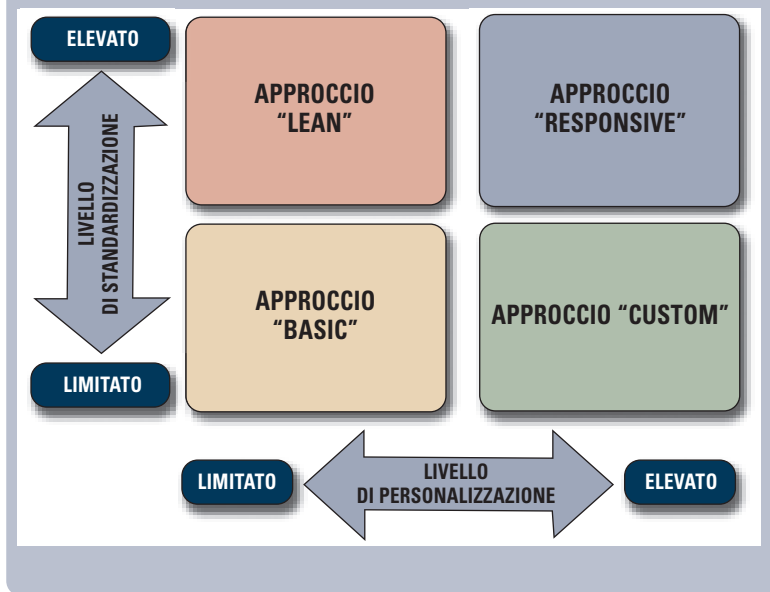 ELEVATO
APPROCCIO
“LEAN”
APPROCCIO
“RESPONSIVE”
LIVELLO
DI STANDARDIZZAZIONE
APPROCCIO
“BASIC”
APPROCCIO “CUSTOM”
LIMITATO
LIMITATO
LIVELLO
DI PERSONALIZZAZIONE
ELEVATO